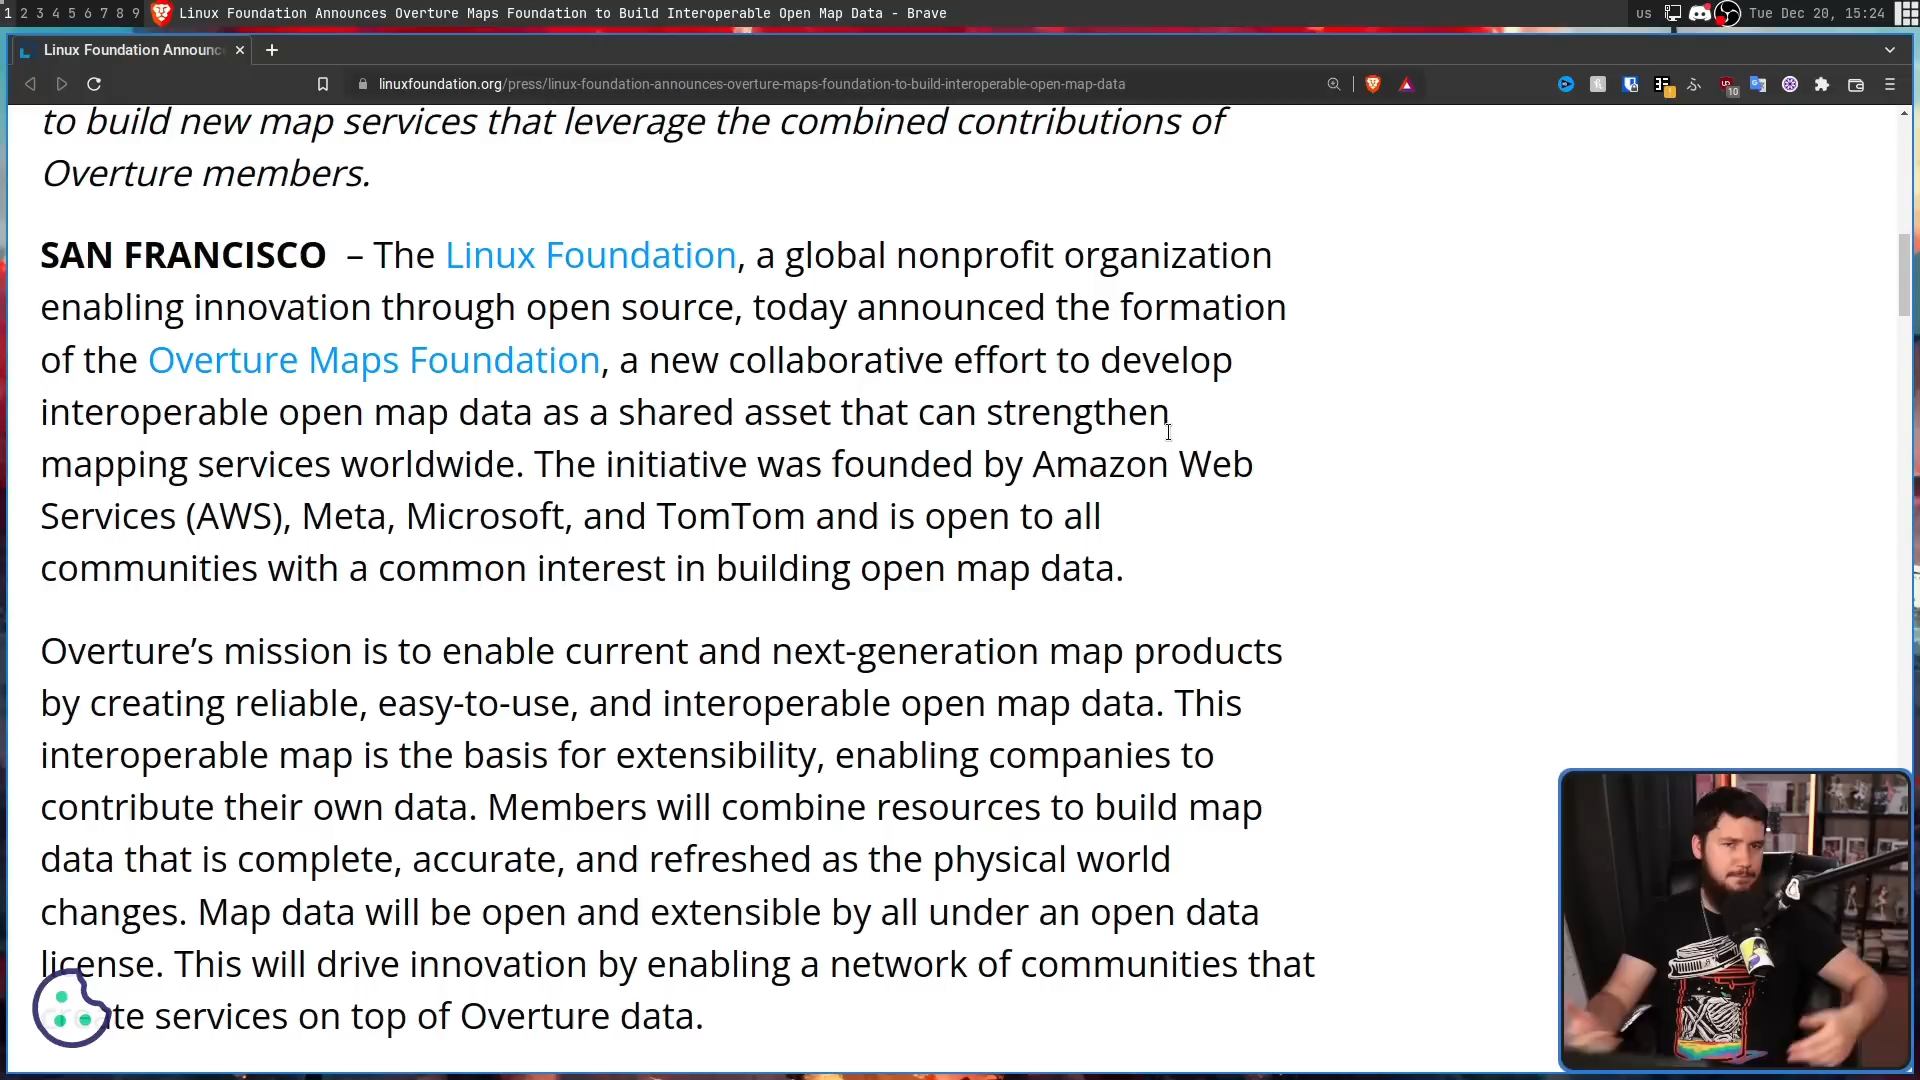 1 2 3 4 5 6 7 8 9 Linux Foundation Announces Overture Maps Foundation to Build Interoperable Open Map Data - Brave
us Tue Dec 20, 15:24
Linux Foundation Announc
linuxfoundation.org/press/linux-foundation-announces-overture-maps-foundation-to-build-interoperable-open-map-data
1
10
to build new map services that leverage the combined contributions of
Overture members.
SAN FRANCISCO – The Linux Foundation, a global nonprofit organization
enabling innovation through open source, today announced the formation
of the Overture Maps Foundation, a new collaborative effort to develop
interoperable open map data as a shared asset that can strengthen
mapping services worldwide. The initiative was founded by Amazon Web
Services (AWS), Meta, Microsoft, and TomTom and is open to all
communities with a common interest in building open map data.
Overture’s mission is to enable current and next-generation map products
by creating reliable, easy-to-use, and interoperable open map data. This
interoperable map is the basis for extensibility, enabling companies to
contribute their own data. Members will combine resources to build map
data that is complete, accurate, and refreshed as the physical world
changes. Map data will be open and extensible by all under an open data
license. This will drive innovation by enabling a network of communities that
create services on top of Overture data.